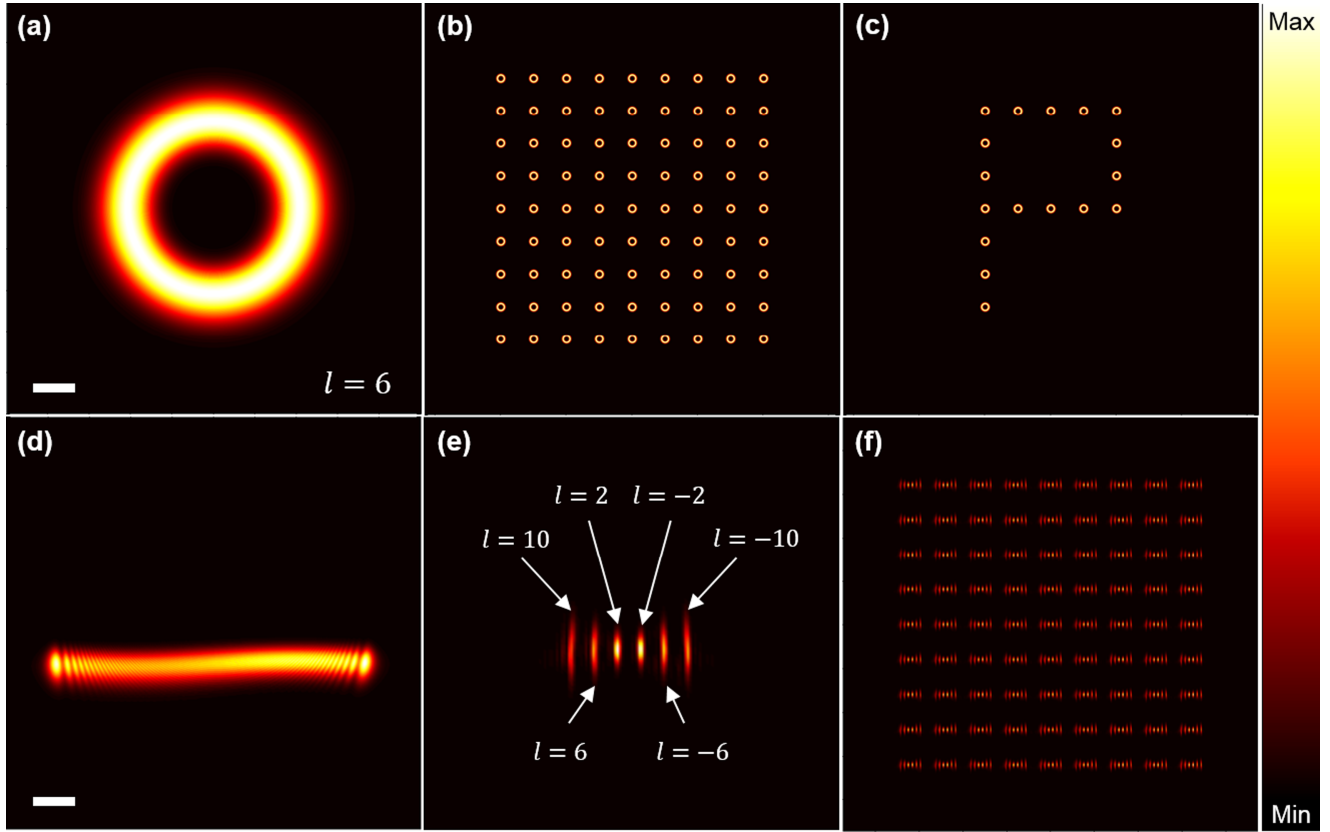 (a)
(b)
(c)
Max
l = 6
(d)
(e)
(f)
l = 2
l = −2
l = 10
l = −10
l = 6
l = −6
Min